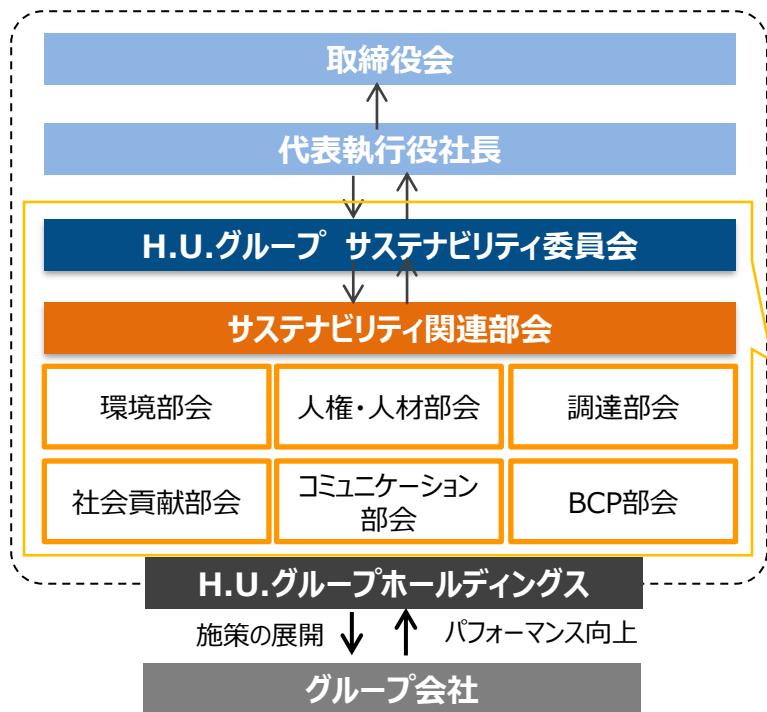 取締役会
代表執行役社長
H.U.グループ サステナビリティ委員会
サステナビリティ関連部会
環境部会
人権・人材部会
調達部会
社会貢献部会
コミュニケーション
部会
BCP部会
H.U.グループホールディングス
施策の展開
パフォーマンス向上
グループ会社